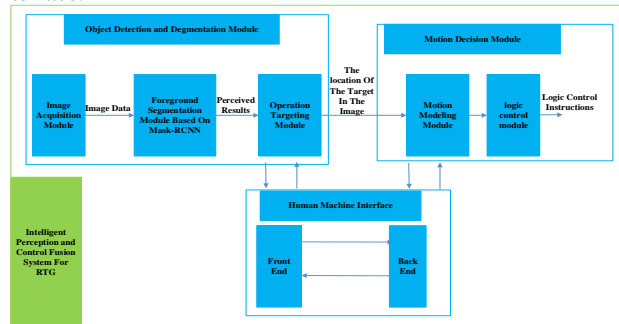 Object Detection and Degmentation Module
Image
Acquisition
Module
Image Data
Foreground
Segmentation
Module Based On
Mask-RCNN
Perceived
Results
Operation
Targeting
Module
The
location Of
The Target
In The
Image
Motion Decision Module
Motion
Modeling
Module
logic
control
module
Logic Control
Instructions
Human Machine Interface
Front
End
Back
End
Intelligent
Perception and
Control Fusion
System For
RTG